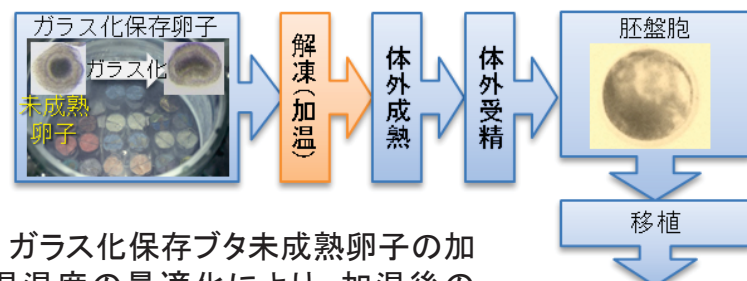 ガラス化保存卵子
ガラス化
未成熟
卵子
解凍(加温)
体外成熟
体外受精
胚盤胞
移植
ガラス化保存ブタ未成熟卵子の加
温温度の最適化により、加温後の